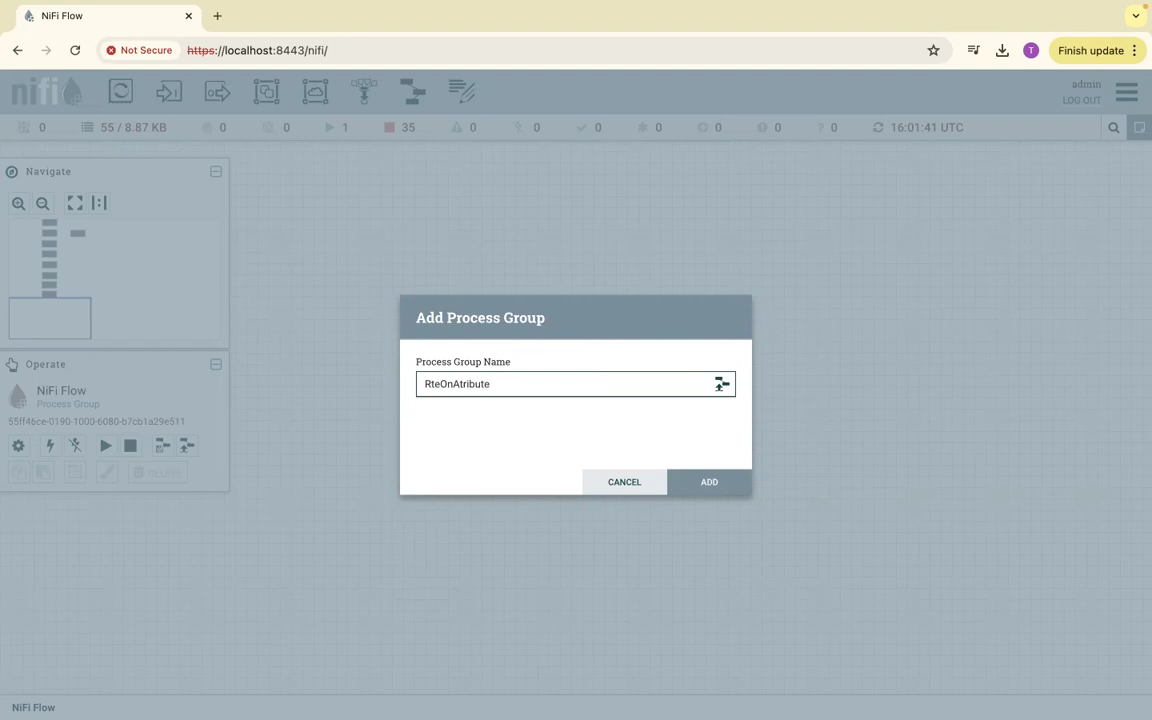 NiFi Flow
Not Secure https://localhost:8443/nifi/ T Finish update
nifi
admin
LOG OUT
0 55 / 8.87 KB 0 0 1 35 0 0 0 0 0 0 0 16:01:41 UTC
Navigate
Operate
NiFi Flow
Process Group
55ff46ce-0190-1000-6080-b7cb1a29e511
DELETE
Add Process Group
Process Group Name
RteOnAtribute
CANCEL
ADD
NiFi Flow